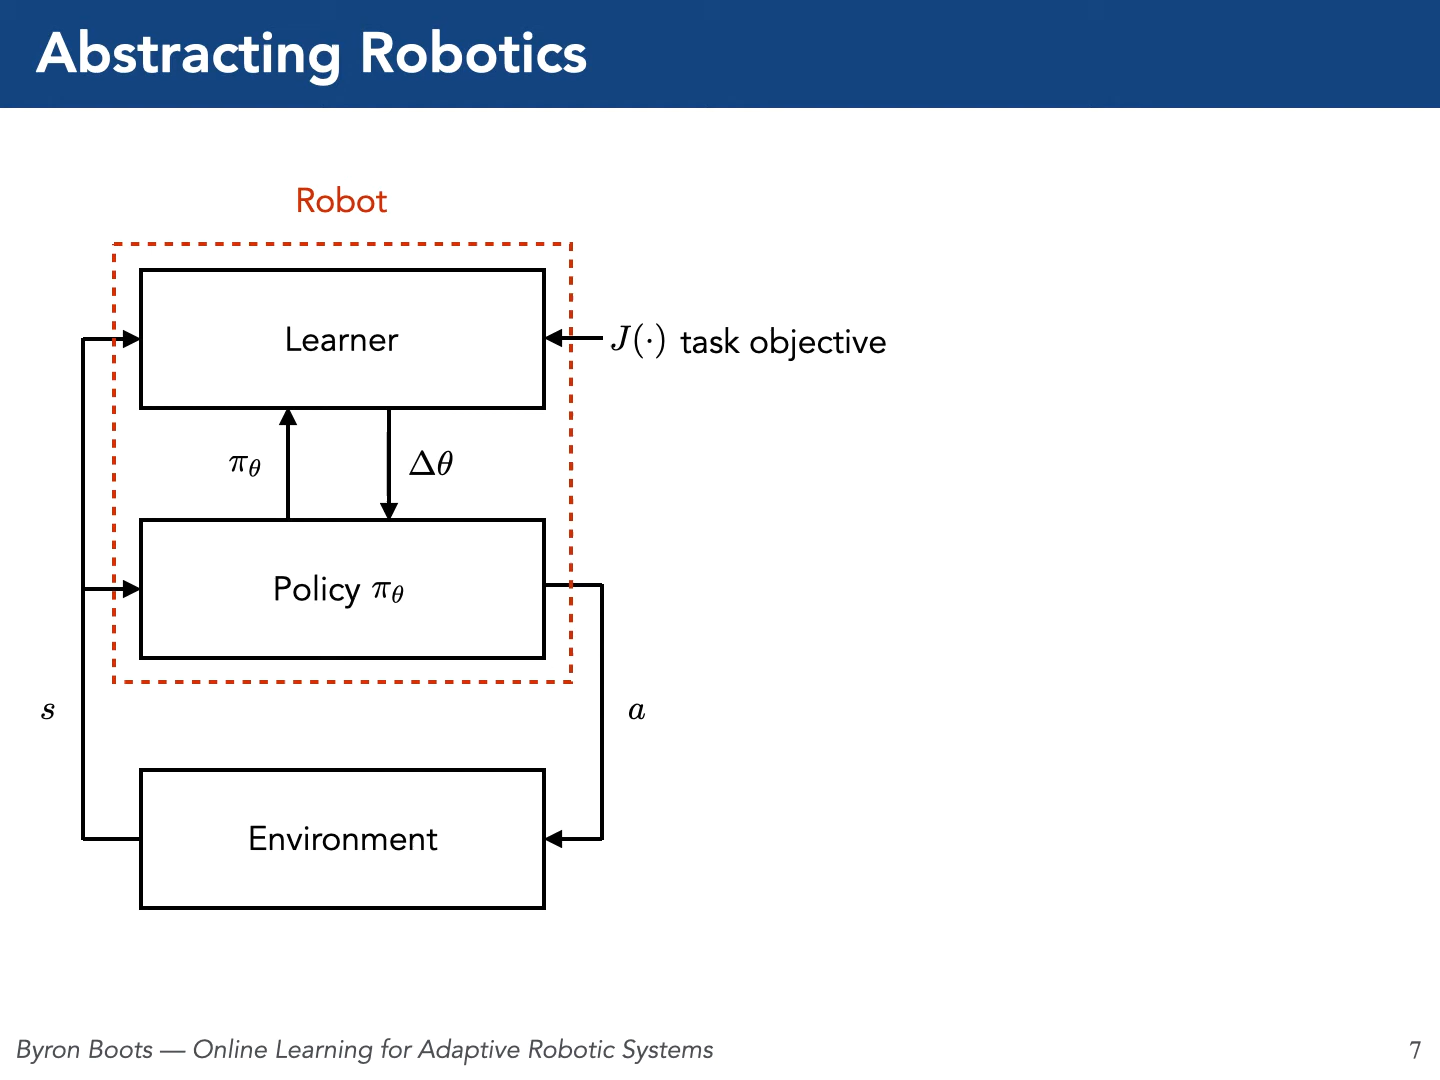 Abstracting Robotics
Robot
Learner
J(·) task objective
π_θ
Δθ
Policy π_θ
s
a
Environment
Byron Boots — Online Learning for Adaptive Robotic Systems
7